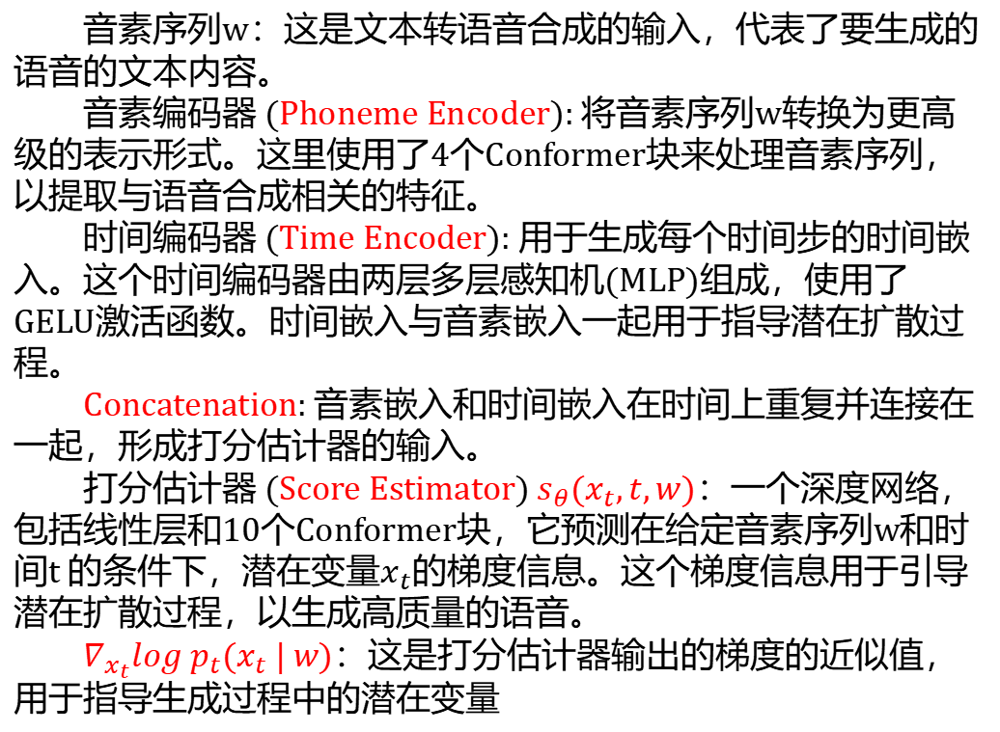 音素序列w：这是文本转语音合成的输入，代表了要生成的
语音的文本内容。
音素编码器 (Phoneme Encoder): 将音素序列w转换为更高
级的表示形式。这里使用了4个Conformer块来处理音素序列，
以提取与语音合成相关的特征。
时间编码器 (Time Encoder): 用于生成每个时间步的时间嵌
入。这个时间编码器由两层多层感知机(MLP)组成，使用了
GELU激活函数。时间嵌入与音素嵌入一起用于指导潜在扩散过
程。
Concatenation: 音素嵌入和时间嵌入在时间上重复并连接在
一起，形成打分估计器的输入。
打分估计器 (Score Estimator) s_θ(x_t, t, w)：一个深度网络，
包括线性层和10个Conformer块，它预测在给定音素序列w和时
间t 的条件下，潜在变量x_t的梯度信息。这个梯度信息用于引导
潜在扩散过程，以生成高质量的语音。
∇_{x_t} log p_t(x_t | w)：这是打分估计器输出的梯度的近似值，
用于指导生成过程中的潜在变量